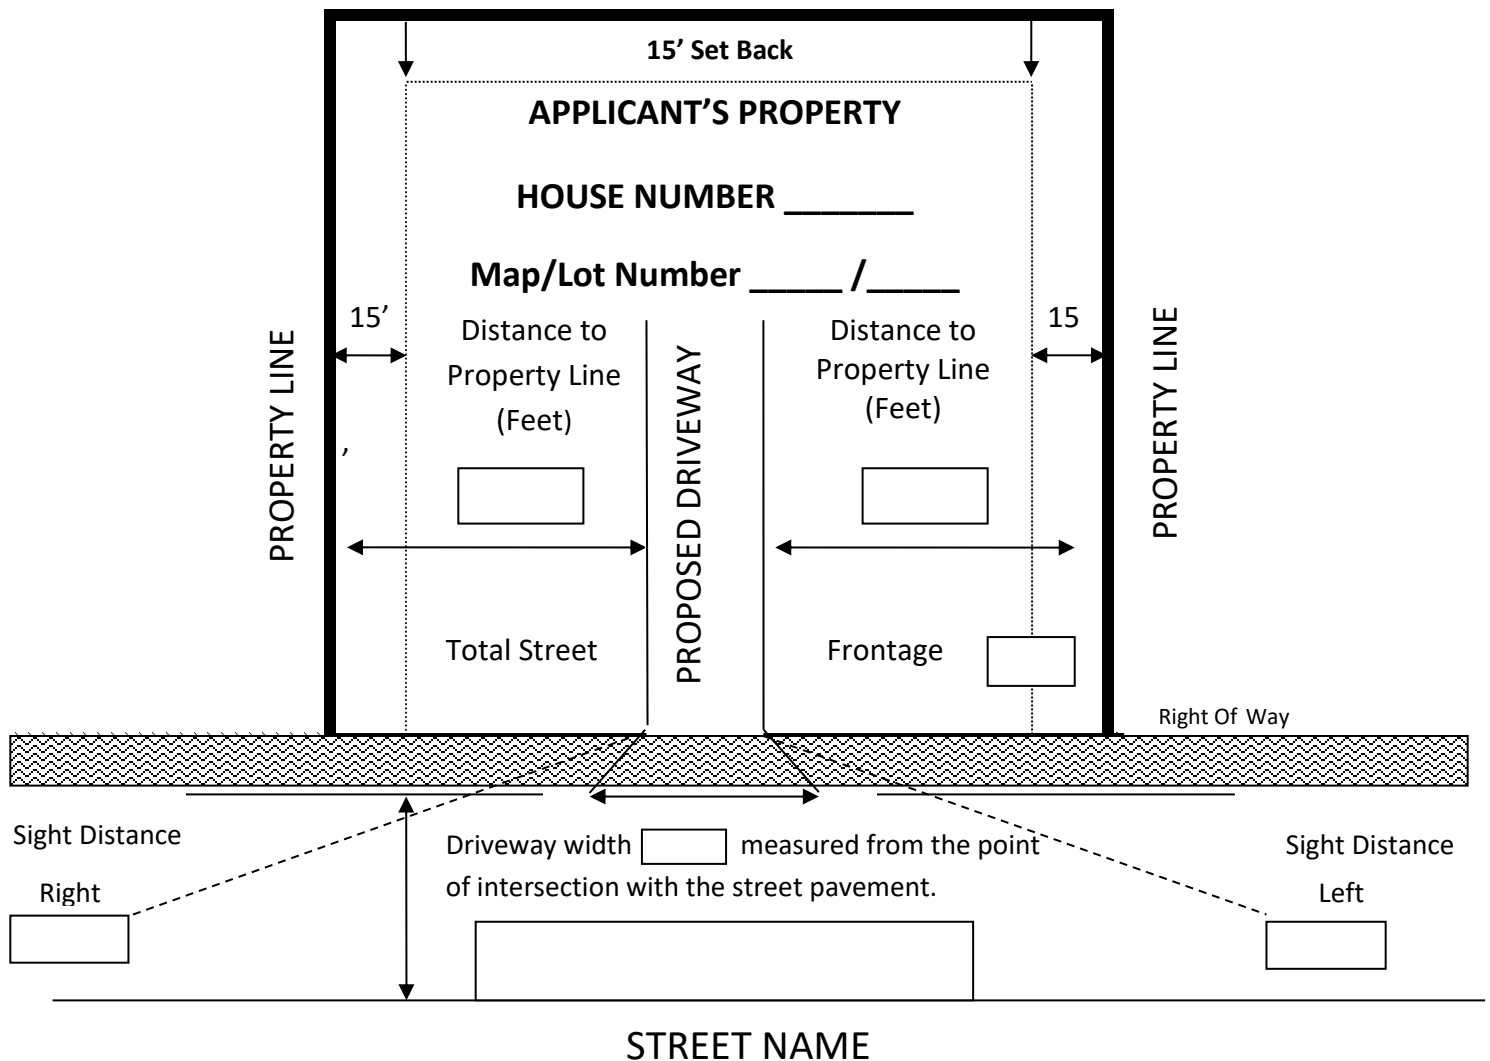 15’ Set Back
APPLICANT’S PROPERTY
HOUSE NUMBER _______
Map/Lot Number _____ /_____
15’
Distance to
Property Line
(Feet)
Distance to
Property Line
(Feet)
15
PROPERTY LINE
PROPOSED DRIVEWAY
PROPERTY LINE
,
Total Street
Frontage
Right Of Way
Sight Distance
Right
Driveway width measured from the point
of intersection with the street pavement.
Sight Distance
Left
STREET NAME